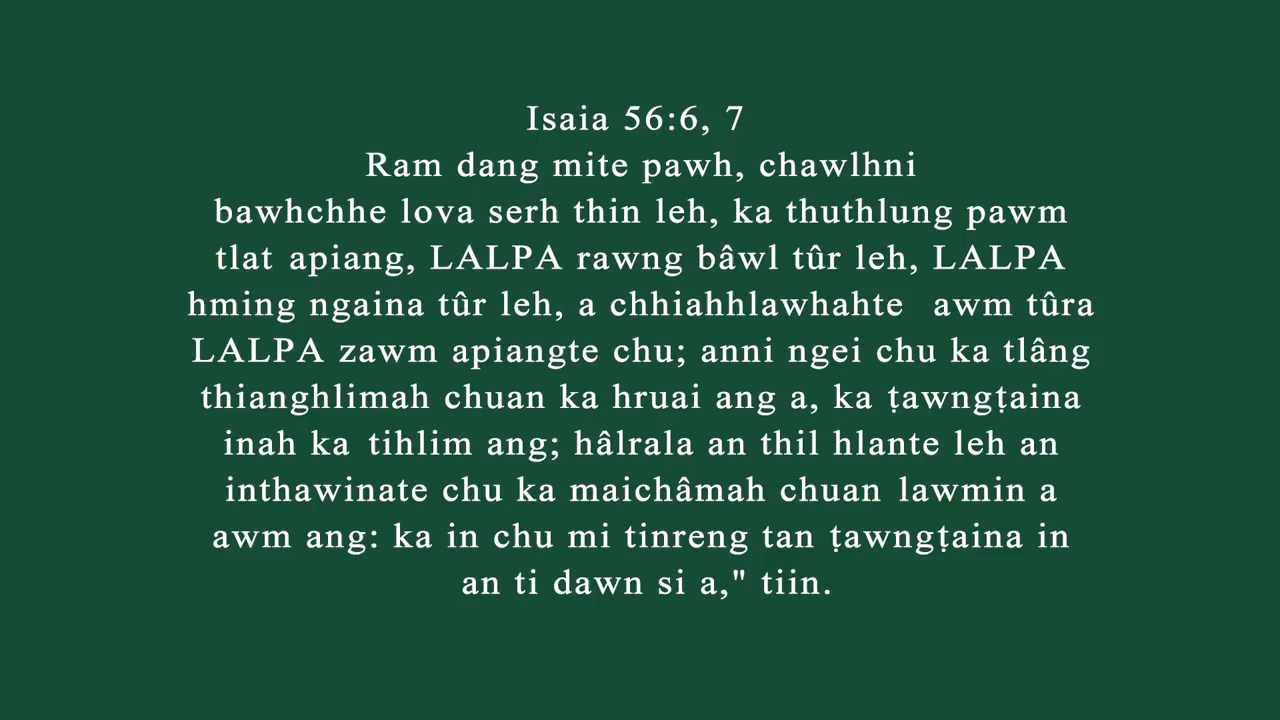 Isaia 56:6, 7
Ram dang mite pawh, chawlhni
bawhchhe lova serh thin leh, ka thuthlung pawm
tlat apiang, LALPA rawng bâwl tûr leh, LALPA
hming ngaina tûr leh, a chhiahhlawhahte awm tûra
LALPA zawm apiangte chu; anni ngei chu ka tlâng
thianghlimah chuan ka hruai ang a, ka ṭawngṭaina
inah ka tihlim ang; hâlrala an thil hlante leh an
inthawinate chu ka maichâmah chuan lawmin a
awm ang: ka in chu mi tinreng tan ṭawngṭaina in
an ti dawn si a," tiin.